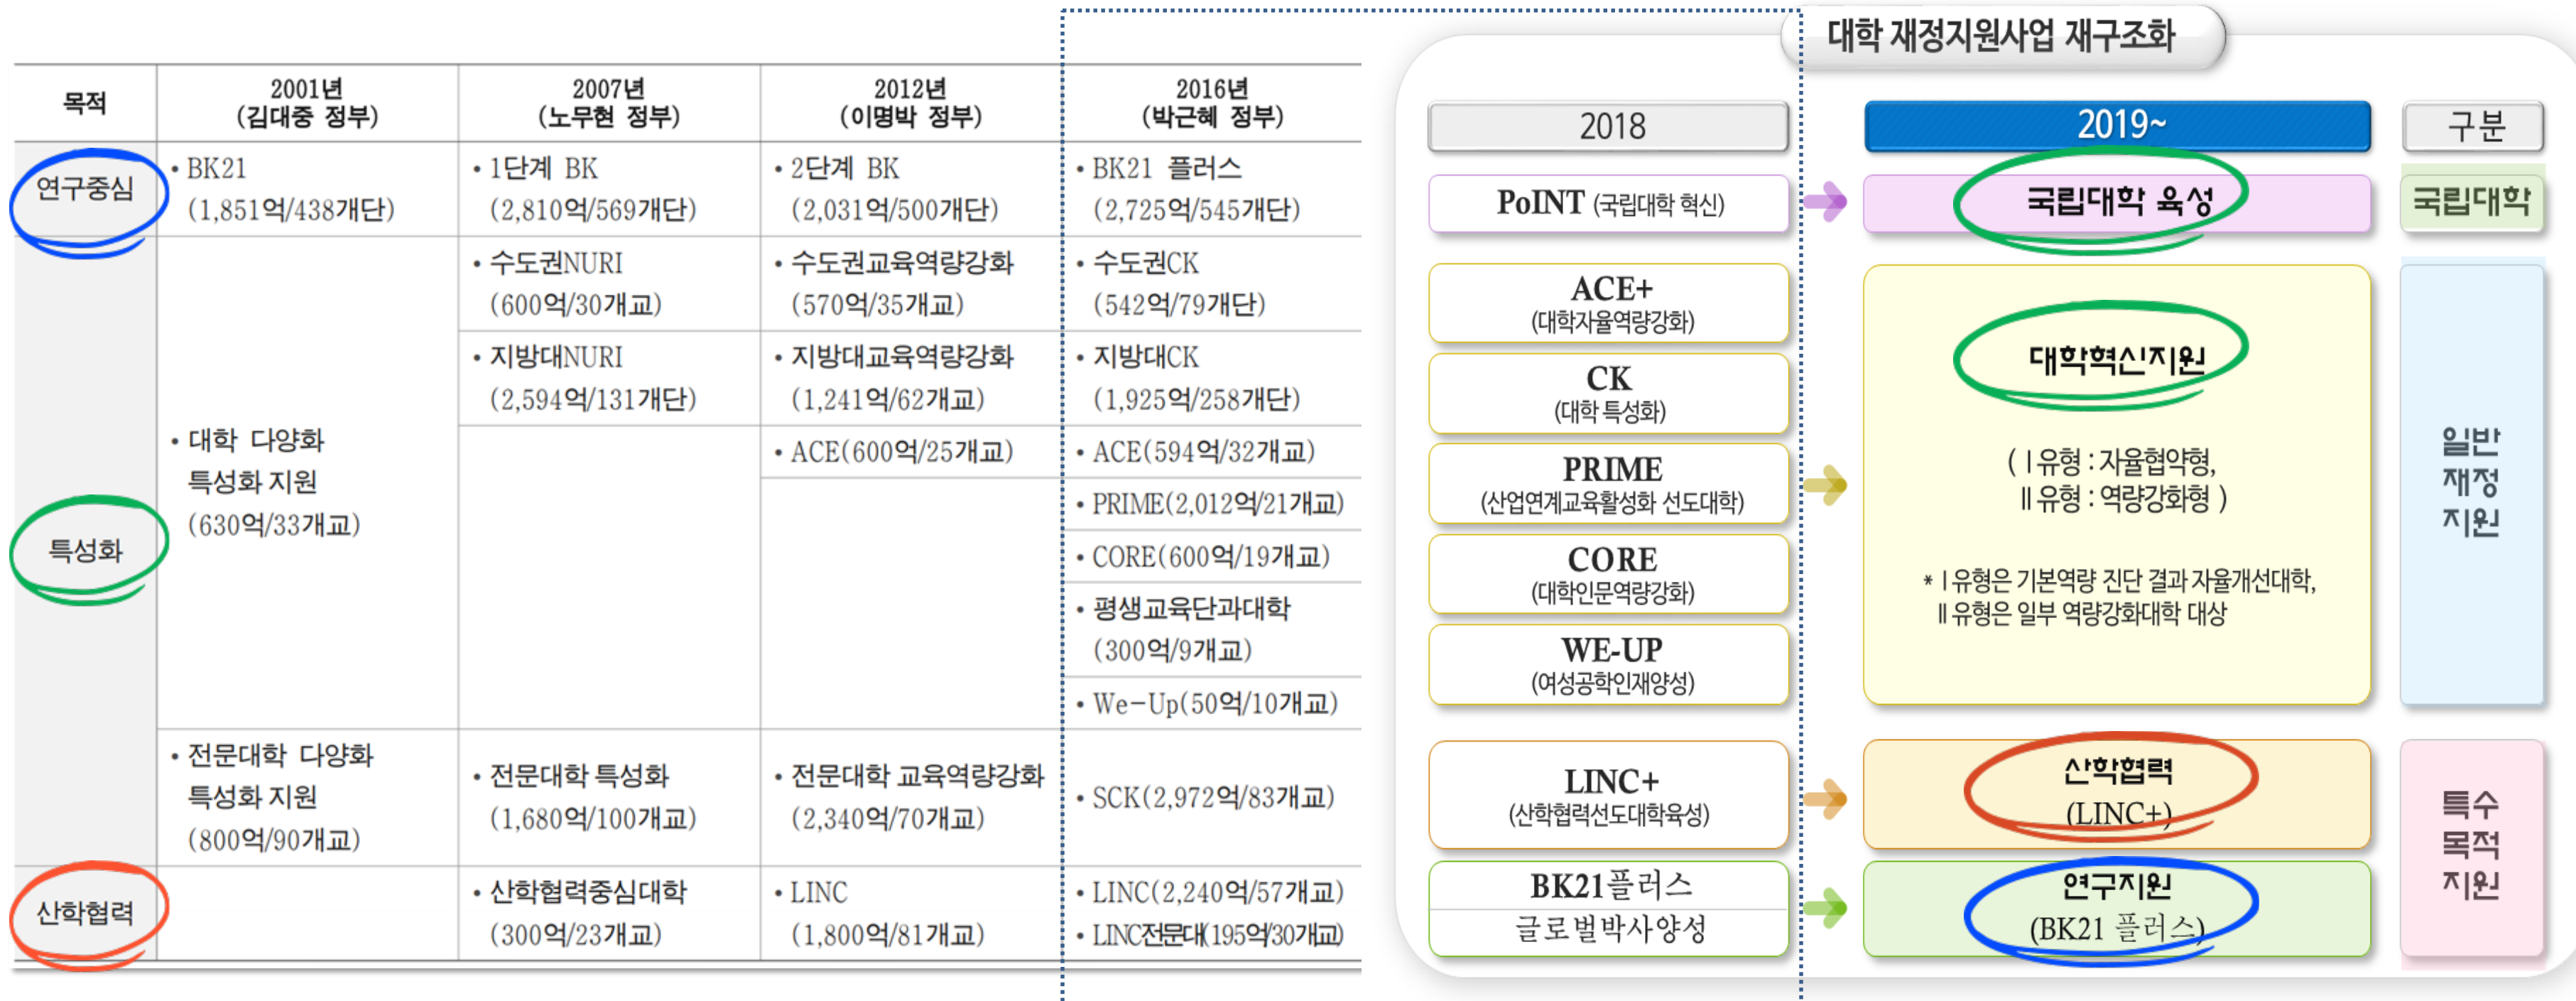 대학 재정지원사업 재구조화
목적
2001년
(김대중 정부)
2007년
(노무현 정부)
2012년
(이명박 정부)
2016년
(박근혜 정부)
연구중심
• BK21
(1,851억/438개단)
• 1단계 BK
(2,810억/569개단)
• 2단계 BK
(2,031억/500개단)
• BK21 플러스
(2,725억/545개단)
특성화
• 대학 다양화
특성화 지원
(630억/33개교)
• 수도권NURI
(600억/30개교)
• 수도권교육역량강화
(570억/35개교)
• 수도권CK
(542억/79개단)
• 지방대NURI
(2,594억/131개단)
• 지방대교육역량강화
(1,241억/62개교)
• 지방대CK
(1,925억/258개단)
• ACE(600억/25개교)
• ACE(594억/32개교)
• PRIME(2,012억/21개교)
• CORE(600억/19개교)
• 평생교육단과대학
(300억/9개교)
• We-Up(50억/10개교)
• 전문대학 다양화
특성화 지원
(800억/90개교)
• 전문대학 특성화
(1,680억/100개교)
• 전문대학 교육역량강화
(2,340억/70개교)
• SCK(2,972억/83개교)
산학협력
• 산학협력중심대학
(300억/23개교)
• LINC
(1,800억/81개교)
• LINC(2,240억/57개교)
• LINC전문대(195억/30개교)
2018
2019~
구분
PoINT (국립대학 혁신)
국립대학 육성
국립대학
ACE+
(대학자율역량강화)
CK
(대학 특성화)
PRIME
(산업연계교육활성화 선도대학)
CORE
(대학인문역량강화)
WE-UP
(여성공학인재양성)
대학혁신지원
( Ⅰ유형 : 자율협약형,
Ⅱ유형 : 역량강화형 )
* Ⅰ유형은 기본역량 진단 결과 자율개선대학,
Ⅱ유형은 일부 역량강화대학 대상
일반
재정
지원
LINC+
(산학협력선도대학육성)
산학협력
(LINC+)
BK21플러스
글로벌박사양성
연구지원
(BK21 플러스)
특수
목적
지원